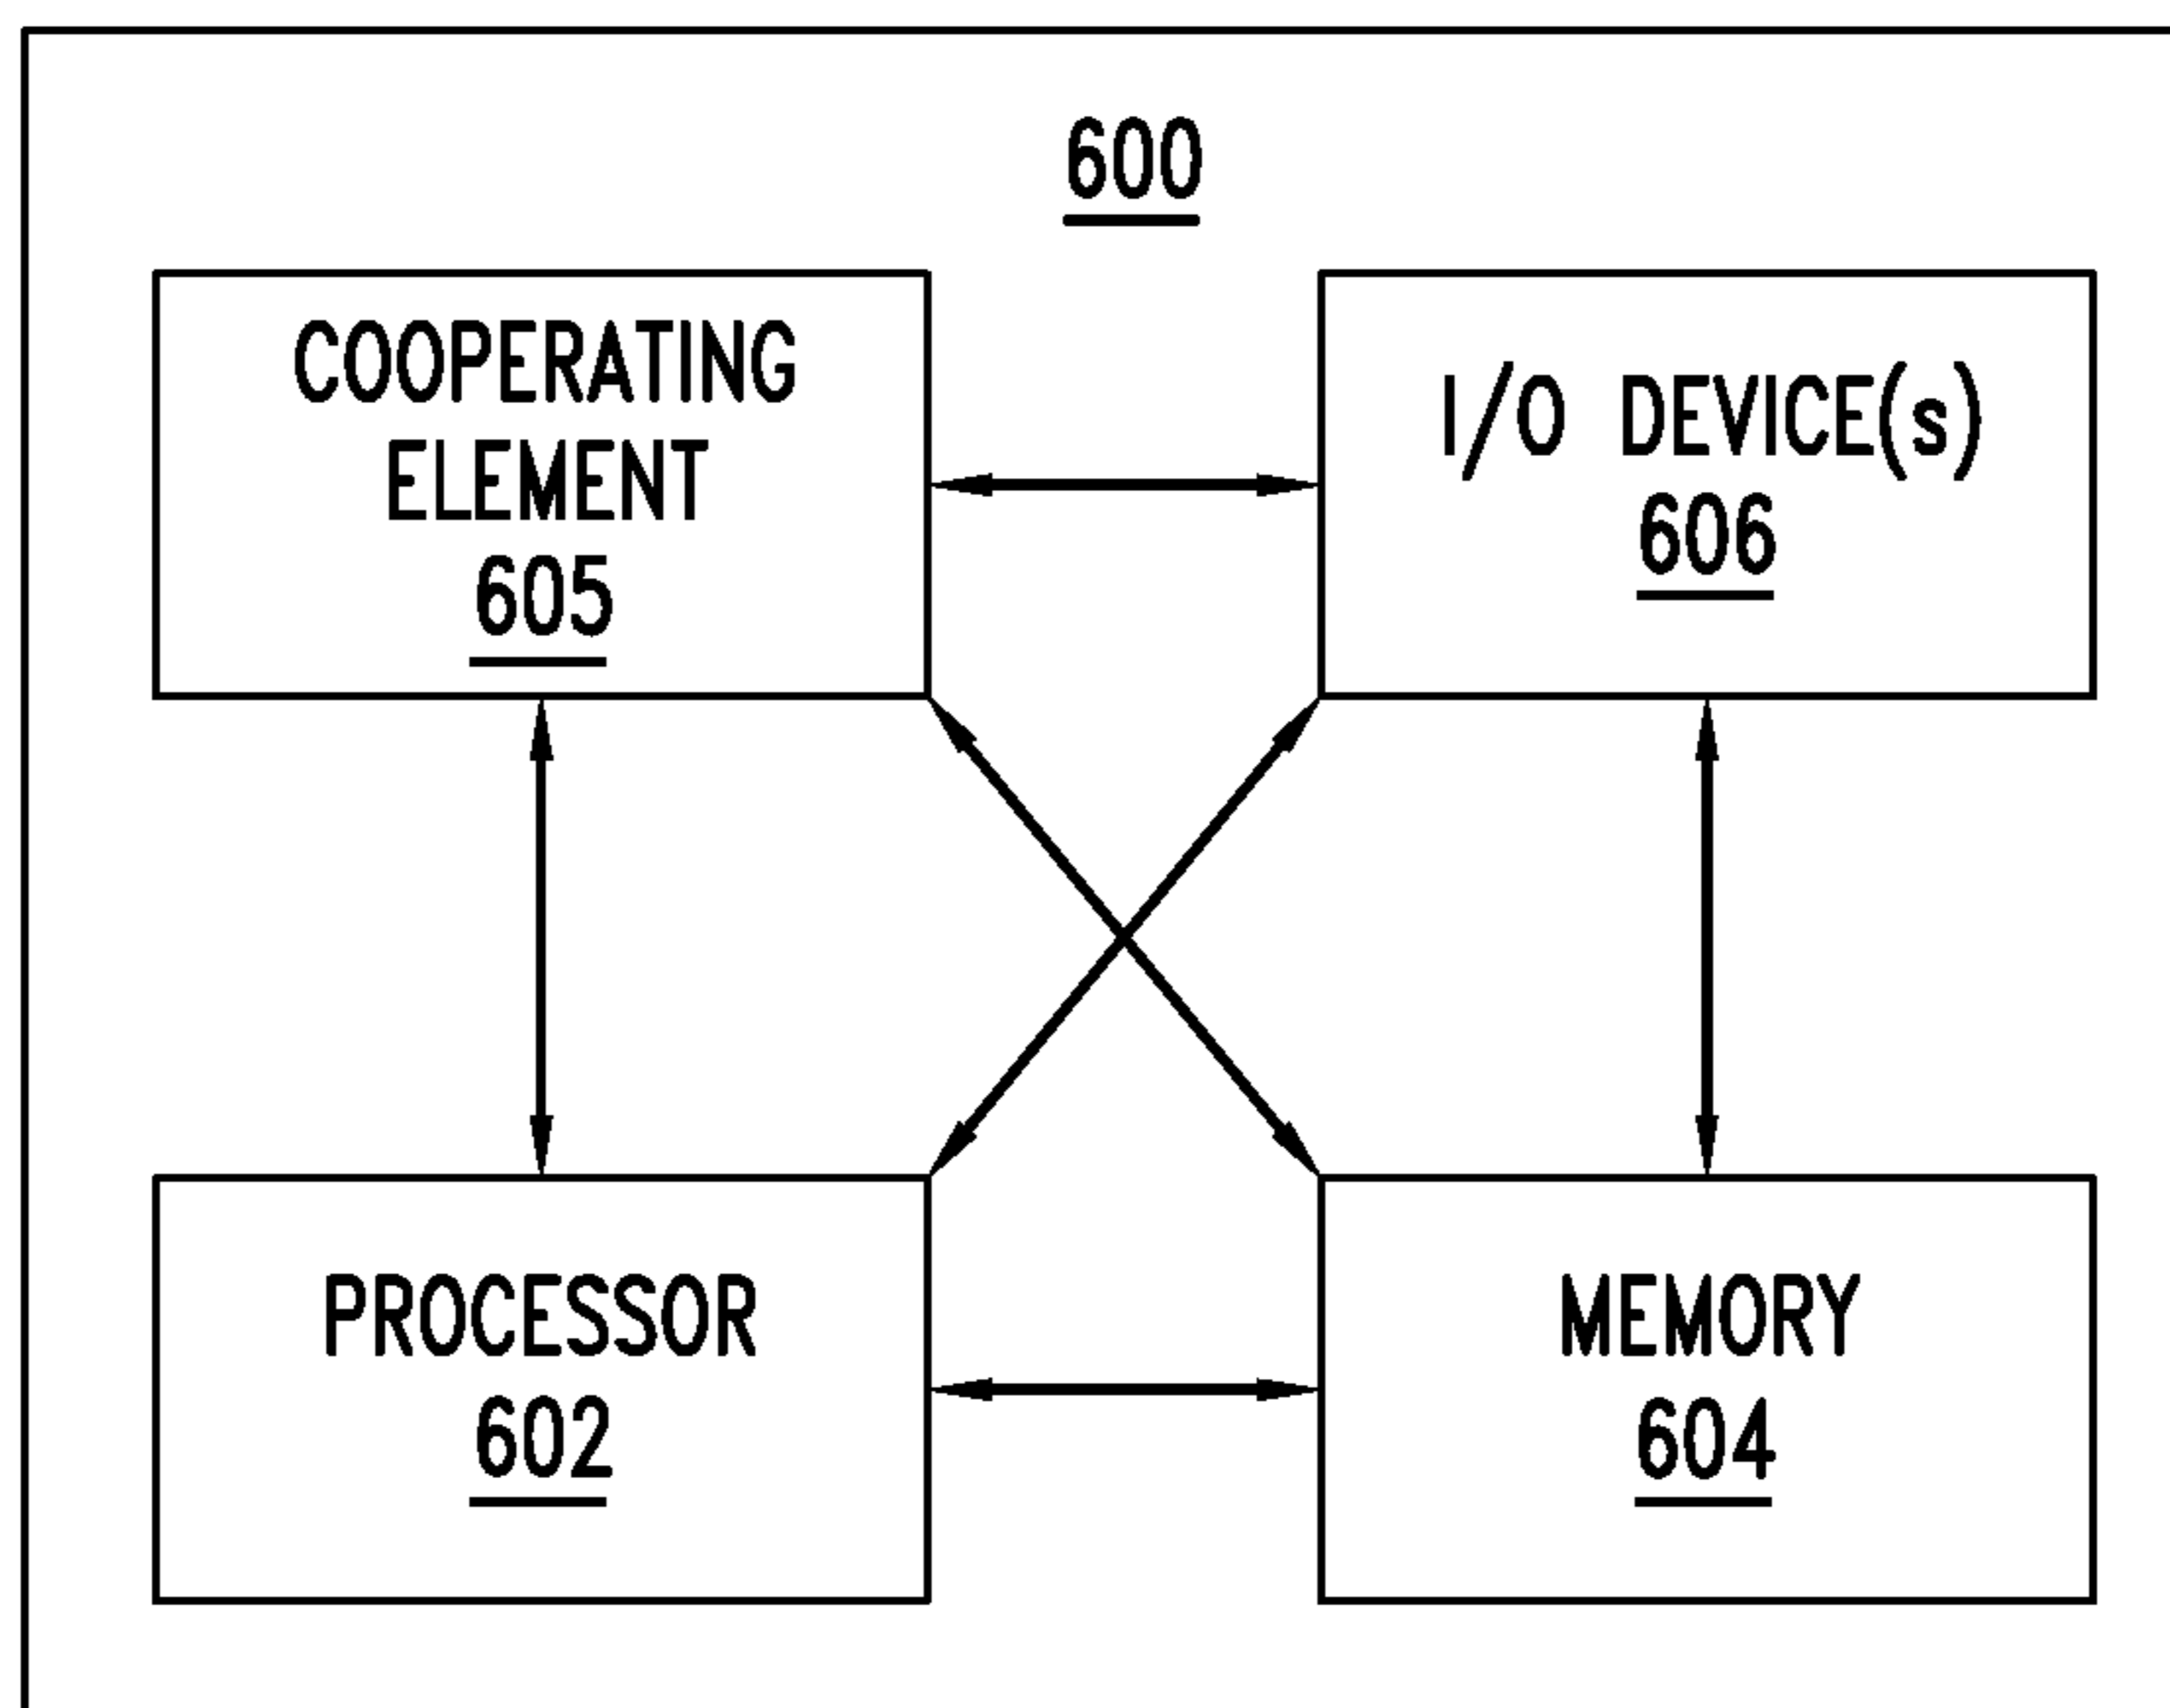 600
COOPERATING
ELEMENT
605
I/O DEVICE(s)
606
PROCESSOR
602
MEMORY
604